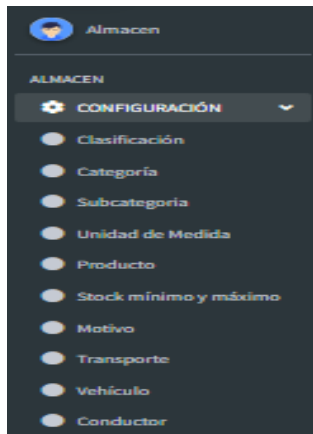 Almacen
ALMACEN
CONFIGURACIÓN
Clasificación
Categoría
Subcategoria
Unidad de Medida
Producto
Stock mínimo y máximo
Motivo
Transporte
Vehículo
Conductor